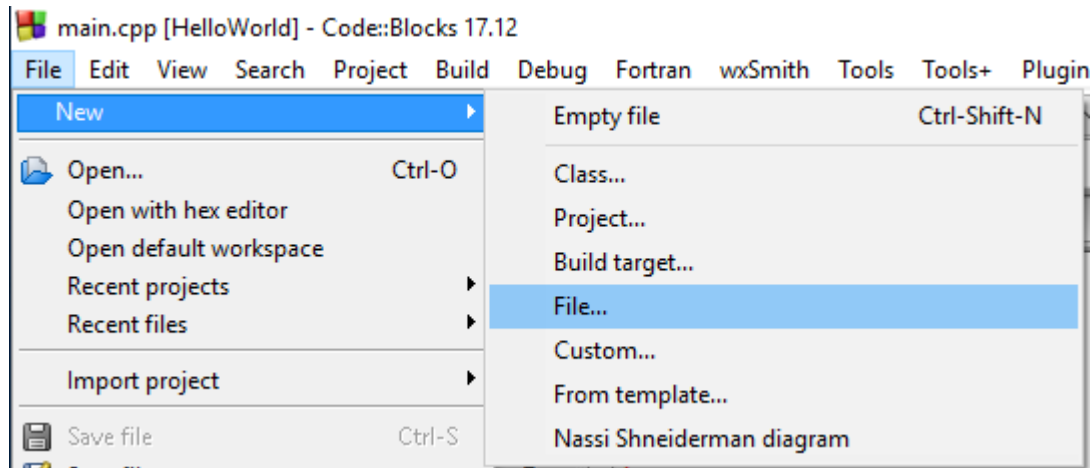 main.cpp [HelloWorld] - Code::Blocks 17.12
File Edit View Search Project Build Debug Fortran wxSmith Tools Tools+ Plugin
New
Empty file Ctrl-Shift-N
Open... Ctrl-O
Class...
Open with hex editor
Project...
Open default workspace
Build target...
Recent projects
File...
Recent files
Custom...
Import project
From template...
Save file Ctrl-S
Nassi Shneiderman diagram